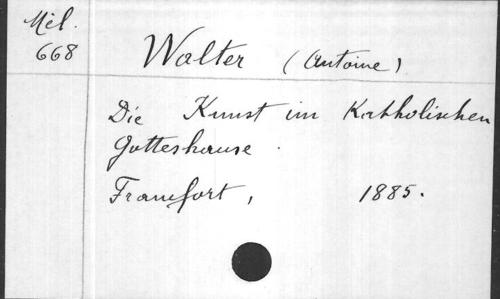 Mél.
668
Walter (Antoine)
Die Kunst im Katholischen
Gotteshause.
Francfort, 1885.